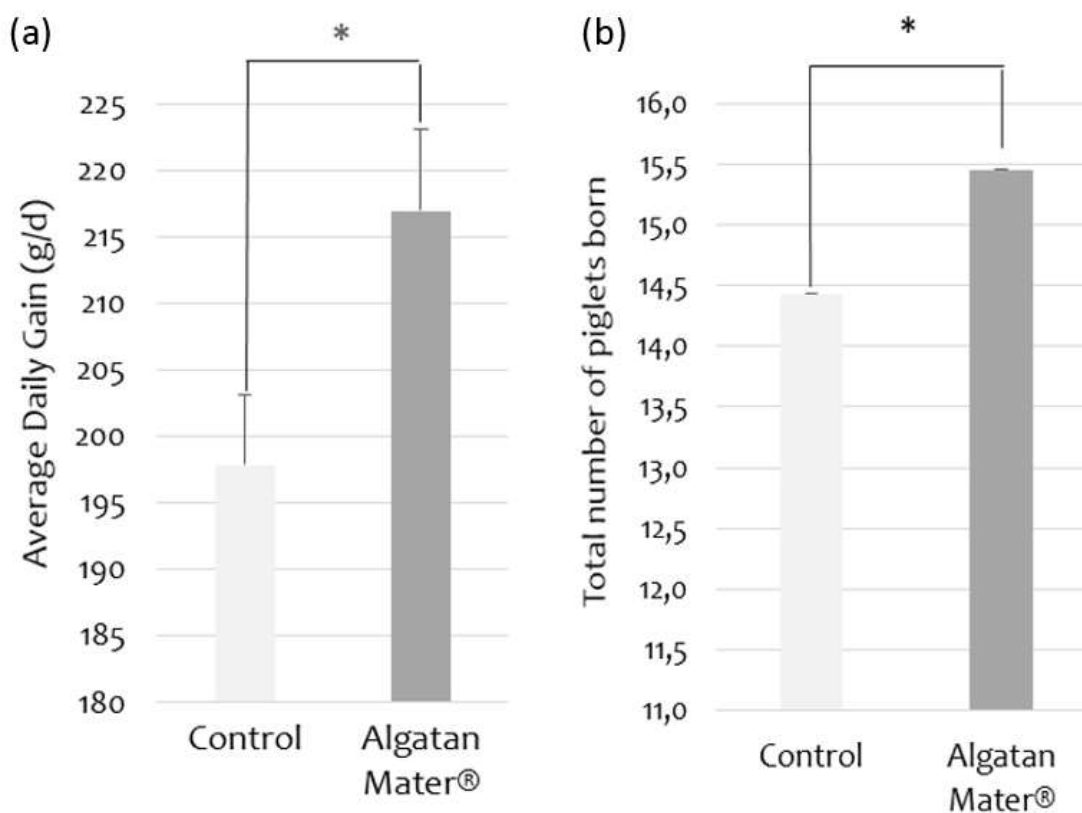 (a)
*
Average Daily Gain (g/d)
225
220
215
210
205
200
195
190
185
180
Control
Algatan
Mater®
(b)
*
Total number of piglets born
16,0
15,5
15,0
14,5
14,0
13,5
13,0
12,5
12,0
11,5
11,0
Control
Algatan
Mater®